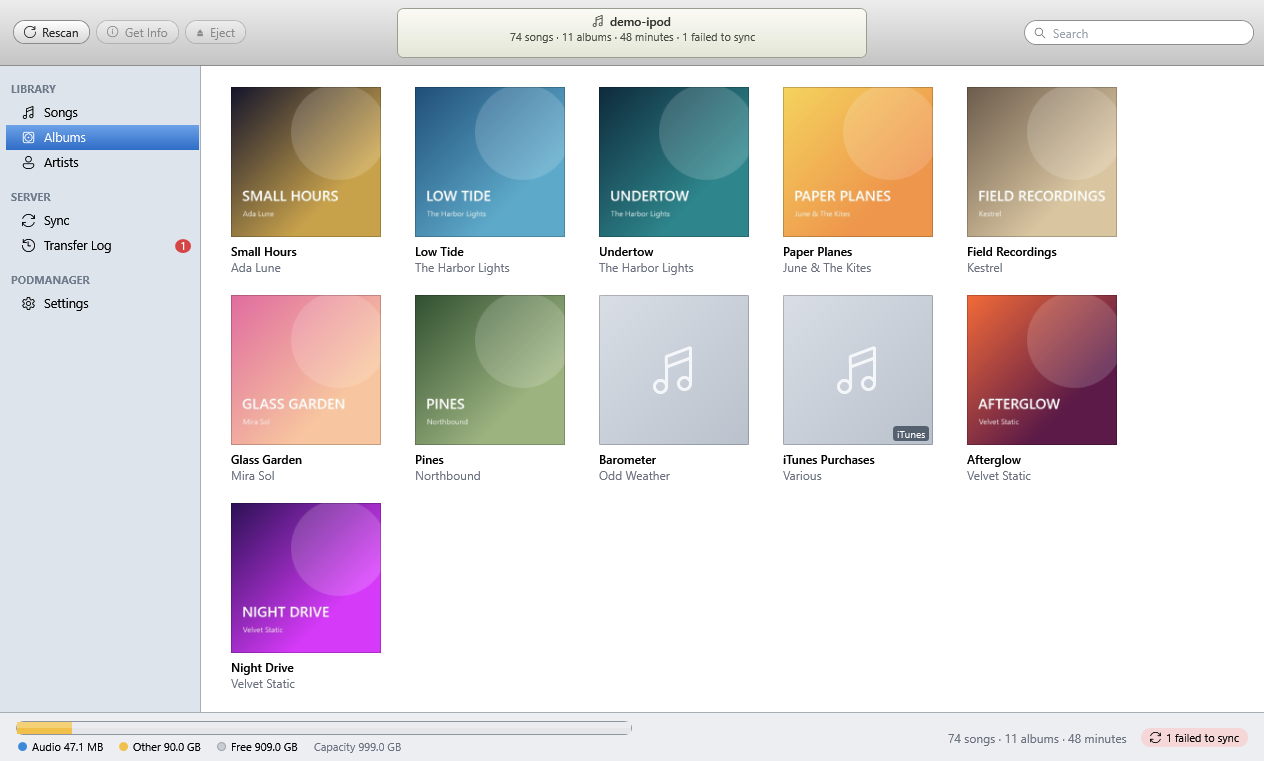 Rescan
Get Info
Eject
demo-ipod
74 songs · 11 albums · 48 minutes · 1 failed to sync
Search
LIBRARY
Songs
Albums
Artists
SERVER
Sync
Transfer Log
1
PODMANAGER
Settings
SMALL HOURS
Ada Lune
Small Hours
Ada Lune
LOW TIDE
The Harbor Lights
Low Tide
The Harbor Lights
UNDERTOW
The Harbor Lights
Undertow
The Harbor Lights
PAPER PLANES
June & The Kites
Paper Planes
June & The Kites
FIELD RECORDINGS
Kestrel
Field Recordings
Kestrel
GLASS GARDEN
Mira Sol
Glass Garden
Mira Sol
PINES
Northbound
Pines
Northbound
Barometer
Odd Weather
iTunes
iTunes Purchases
Various
AFTERGLOW
Velvet Static
Afterglow
Velvet Static
NIGHT DRIVE
Velvet Static
Night Drive
Velvet Static
Audio 47.1 MB
Other 90.0 GB
Free 909.0 GB
Capacity 999.0 GB
74 songs · 11 albums · 48 minutes
1 failed to sync